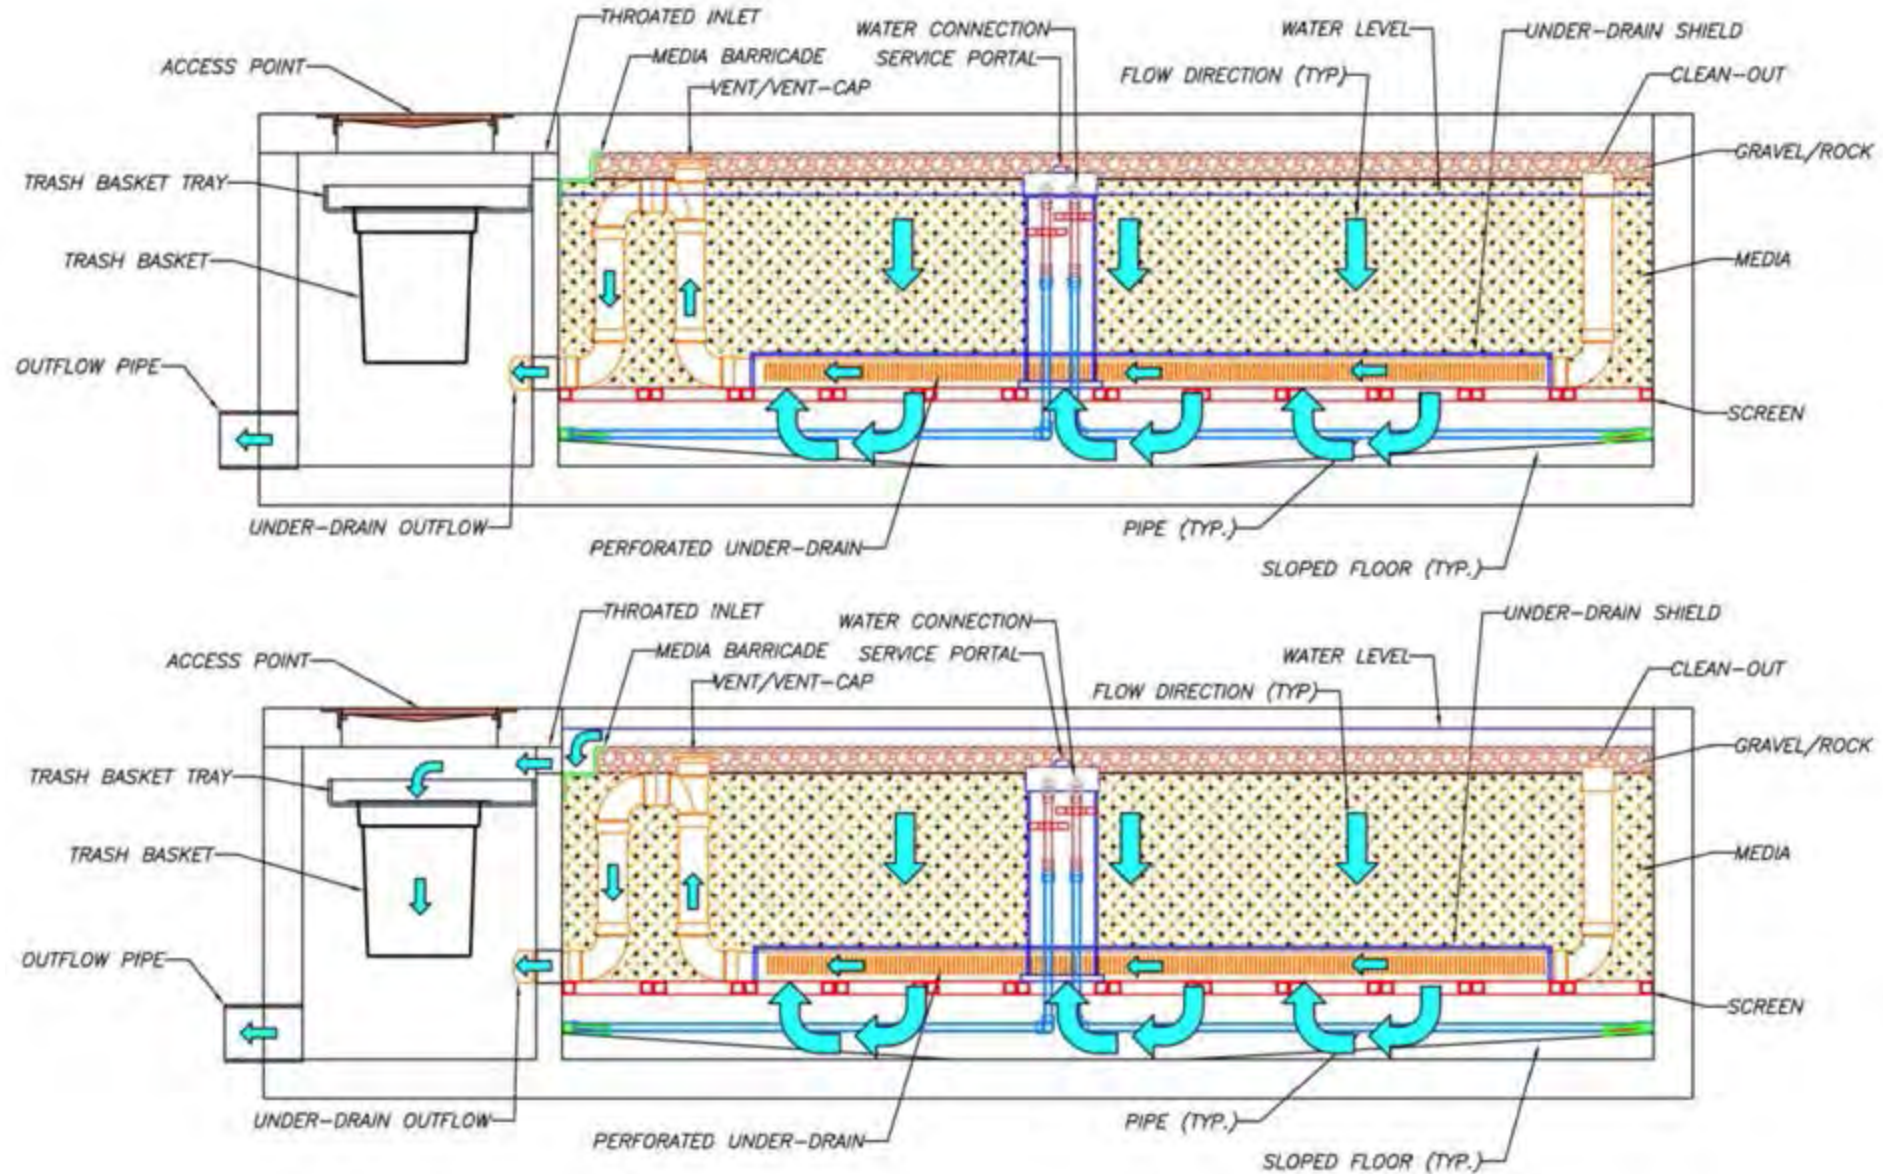 THROATED INLET
WATER CONNECTION
WATER LEVEL
UNDER-DRAIN SHIELD
MEDIA BARRICADE
SERVICE PORTAL
ACCESS POINT
FLOW DIRECTION (TYP)
CLEAN-OUT
VENT/VENT-CAP
GRAVEL/ROCK
TRASH BASKET TRAY
TRASH BASKET
MEDIA
OUTFLOW PIPE
SCREEN
UNDER-DRAIN OUTFLOW
PIPE (TYP.)
PERFORATED UNDER-DRAIN
SLOPED FLOOR (TYP.)
THROATED INLET
WATER CONNECTION
UNDER-DRAIN SHIELD
MEDIA BARRICADE
SERVICE PORTAL
WATER LEVEL
ACCESS POINT
CLEAN-OUT
VENT/VENT-CAP
FLOW DIRECTION (TYP)
GRAVEL/ROCK
TRASH BASKET TRAY
TRASH BASKET
MEDIA
OUTFLOW PIPE
SCREEN
UNDER-DRAIN OUTFLOW
PIPE (TYP.)
PERFORATED UNDER-DRAIN
SLOPED FLOOR (TYP.)